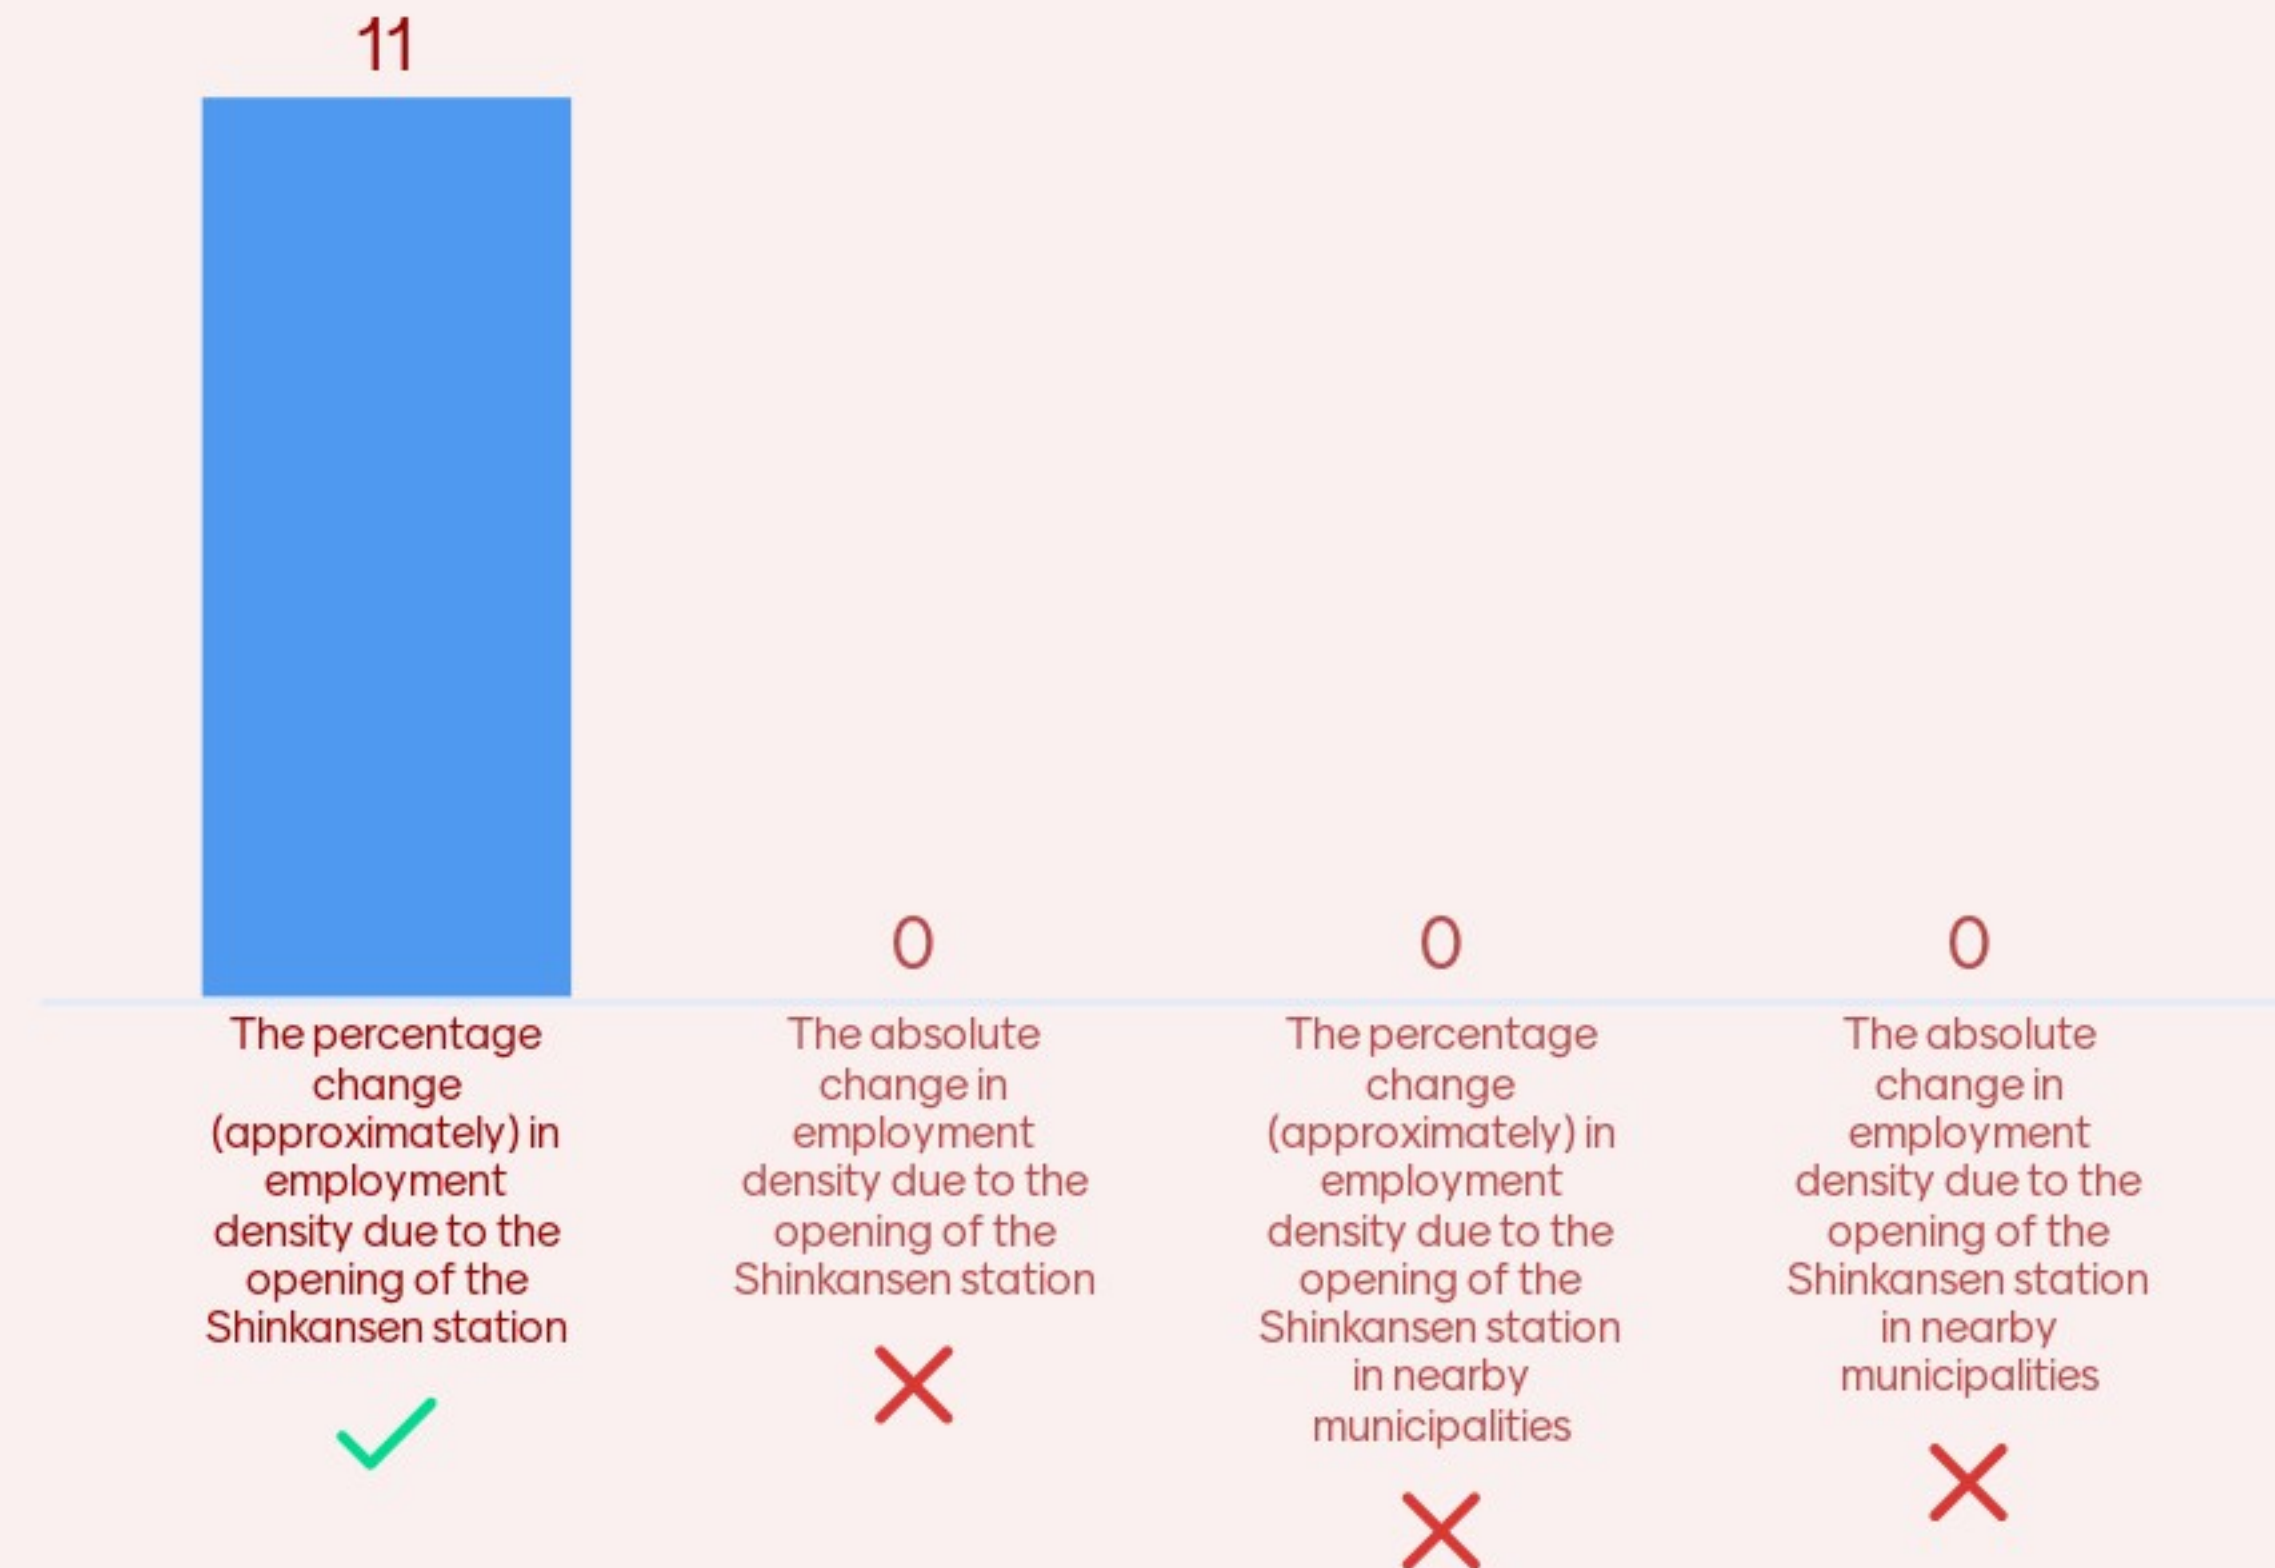 11
The percentage
change
(approximately) in
employment
density due to the
opening of the
Shinkansen station
0
The absolute
change in
employment
density due to the
opening of the
Shinkansen station
0
The percentage
change
(approximately) in
employment
density due to the
opening of the
Shinkansen station
in nearby
municipalities
0
The absolute
change in
employment
density due to the
opening of the
Shinkansen station
in nearby
municipalities